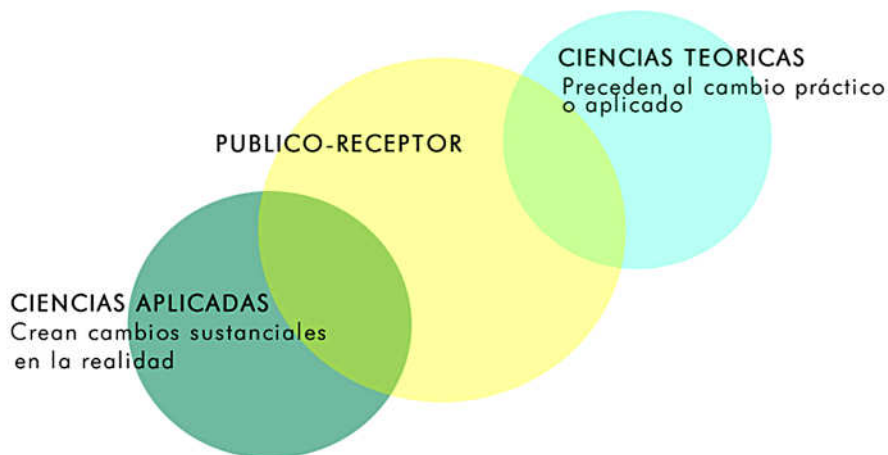 CIENCIAS TEORICAS
Preceden al cambio práctico
o aplicado
PUBLICO-RECEPTOR
CIENCIAS APLICADAS
Crean cambios sustanciales
en la realidad